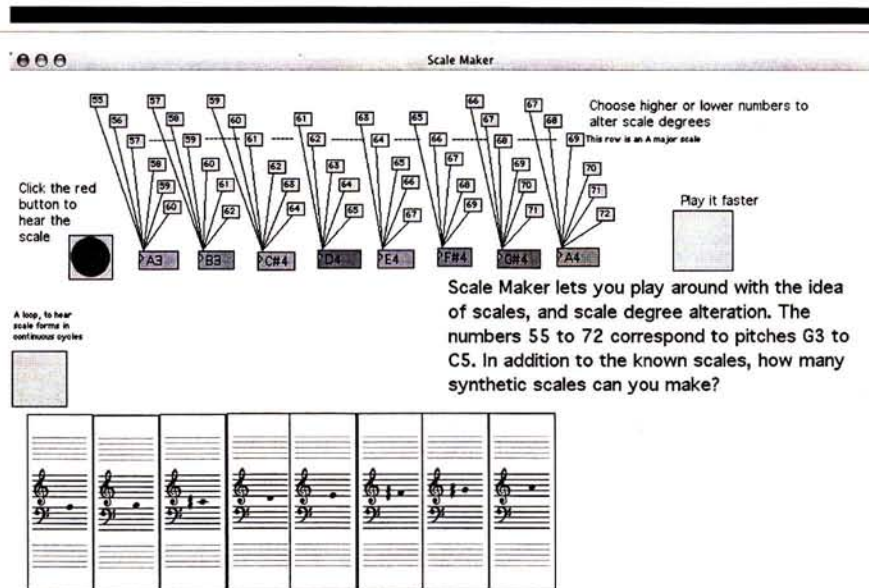 Scale Maker
55 57 59 61 63 65 66 67
56 58 60 62 64 66 67 68
57 59 61 68 69
58 60 62 63 65 67 69 70
59 61 63 64 66 68 70 71
60 62 64 65 67 69 71 72
Choose higher or lower numbers to
alter scale degrees
This row is an A major scale
Click the red
button to
hear the
scale
A3 B3 C#4 D4 E4 F#4 G#4 A4
Play it faster
A loop, to hear
scale forms in
continuous cycles
Scale Maker lets you play around with the idea
of scales, and scale degree alteration. The
numbers 55 to 72 correspond to pitches G3 to
C5. In addition to the known scales, how many
synthetic scales can you make?